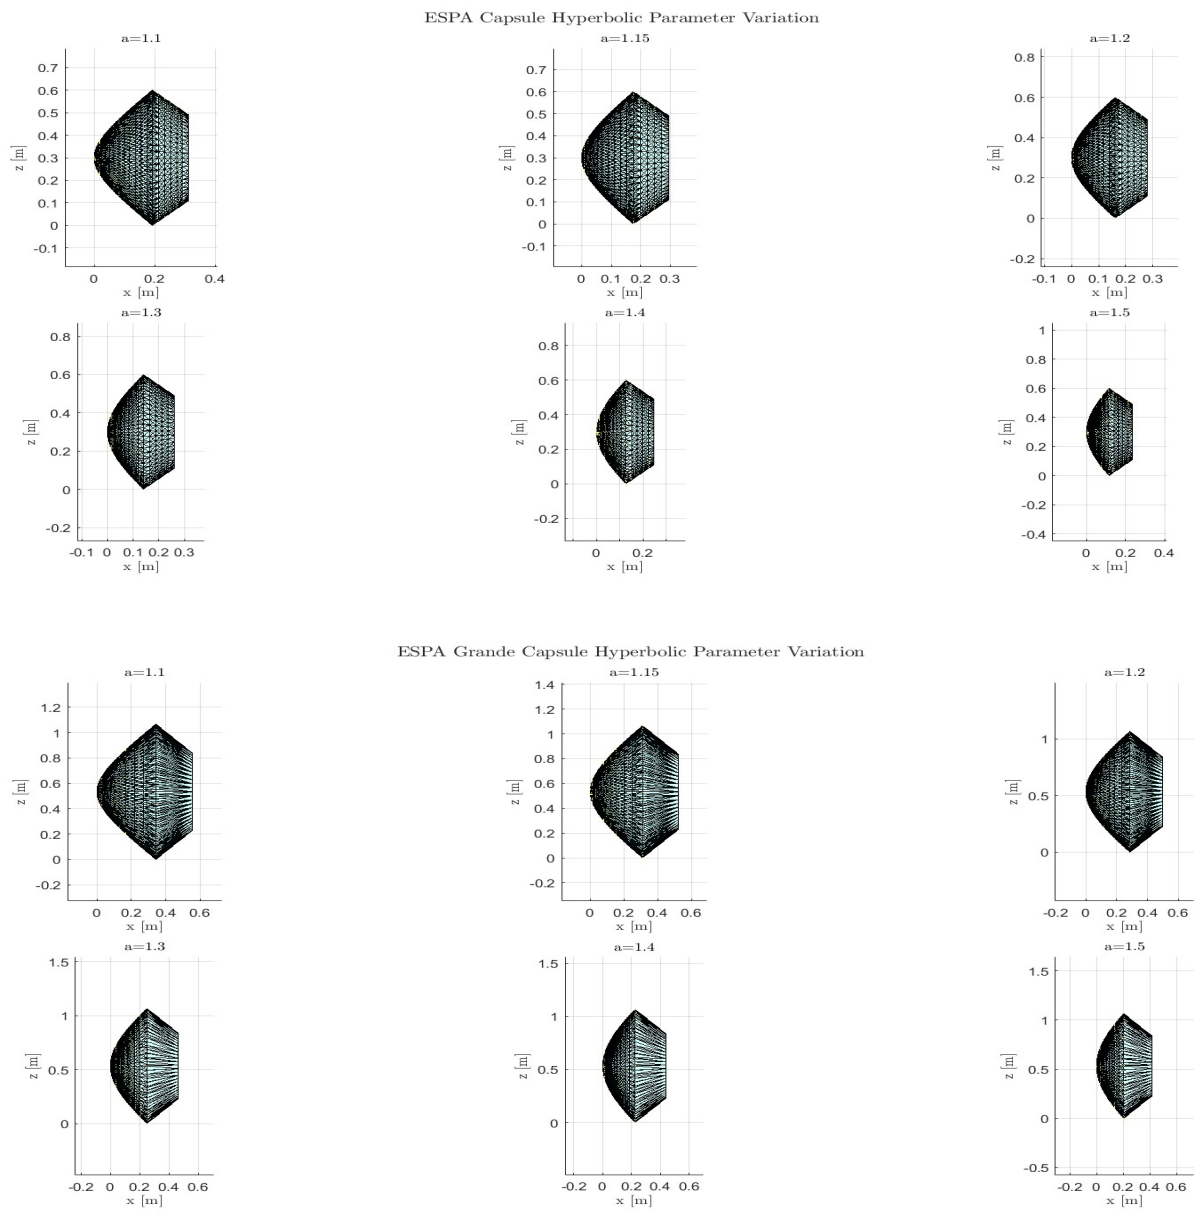 ESPA Capsule Hyperbolic Parameter Variation
a=1.1
a=1.15
a=1.2
z [m]
0.7
0.6
0.5
0.4
0.3
0.2
0.1
0
-0.1
0 0.2 0.4
x [m]
z [m]
0.7
0.6
0.5
0.4
0.3
0.2
0.1
0
-0.1
0 0.1 0.2 0.3
x [m]
z [m]
0.8
0.6
0.4
0.2
0
-0.2
-0.1 0 0.1 0.2 0.3
x [m]
a=1.3
a=1.4
a=1.5
z [m]
0.8
0.6
0.4
0.2
0
-0.2
-0.1 0 0.1 0.2 0.3
x [m]
z [m]
0.8
0.6
0.4
0.2
0
-0.2
0 0.2
x [m]
z [m]
1
0.8
0.6
0.4
0.2
0
-0.2
-0.4
0 0.2 0.4
x [m]
ESPA Grande Capsule Hyperbolic Parameter Variation
a=1.1
a=1.15
a=1.2
z [m]
1.2
1
0.8
0.6
0.4
0.2
0
-0.2
0 0.2 0.4 0.6
x [m]
z [m]
1.4
1.2
1
0.8
0.6
0.4
0.2
0
-0.2
0 0.2 0.4 0.6
x [m]
z [m]
1
0.5
0
-0.2 0 0.2 0.4 0.6
x [m]
a=1.3
a=1.4
a=1.5
z [m]
1.5
1
0.5
0
-0.2 0 0.2 0.4 0.6
x [m]
z [m]
1.5
1
0.5
0
-0.2 0 0.2 0.4 0.6
x [m]
z [m]
1.5
1
0.5
0
-0.5
-0.2 0 0.2 0.4 0.6
x [m]